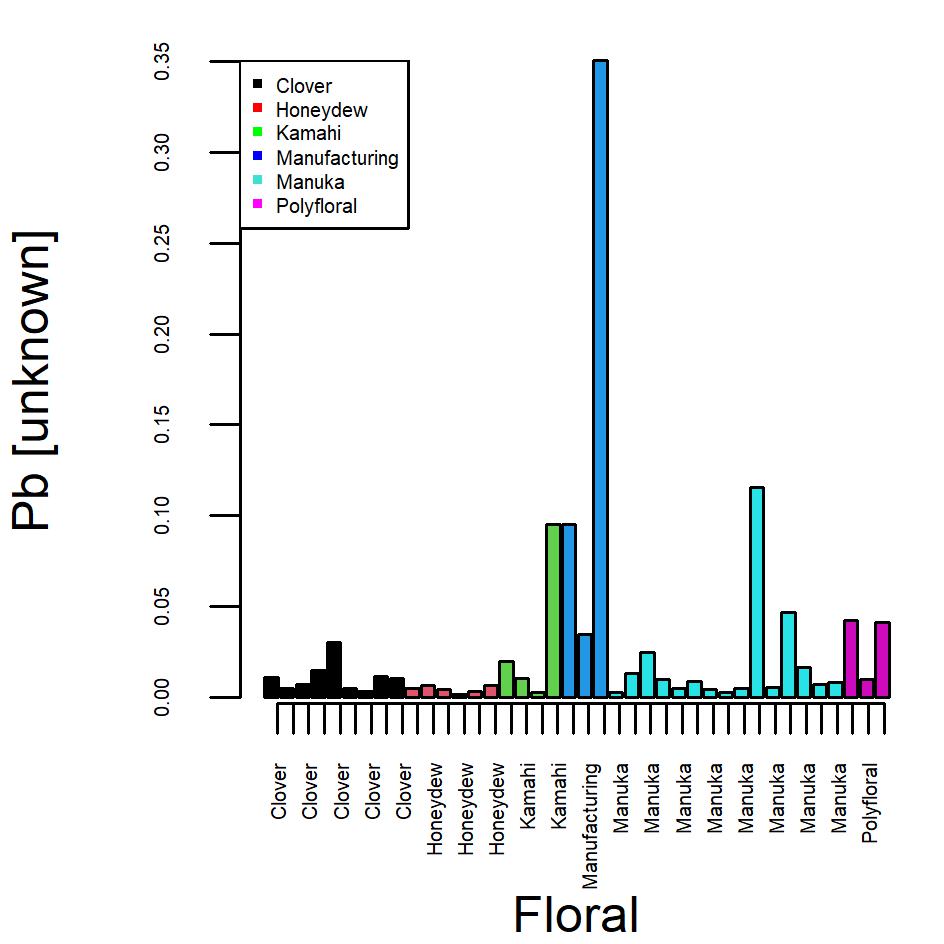 Pb [unknown]
0.35
0.30
0.25
0.20
0.15
0.10
0.05
0.00
Clover
Honeydew
Kamahi
Manufacturing
Manuka
Polyfloral
Clover
Clover
Clover
Clover
Clover
Honeydew
Honeydew
Honeydew
Kamahi
Kamahi
Manufacturing
Manuka
Manuka
Manuka
Manuka
Manuka
Manuka
Manuka
Manuka
Polyfloral
Floral